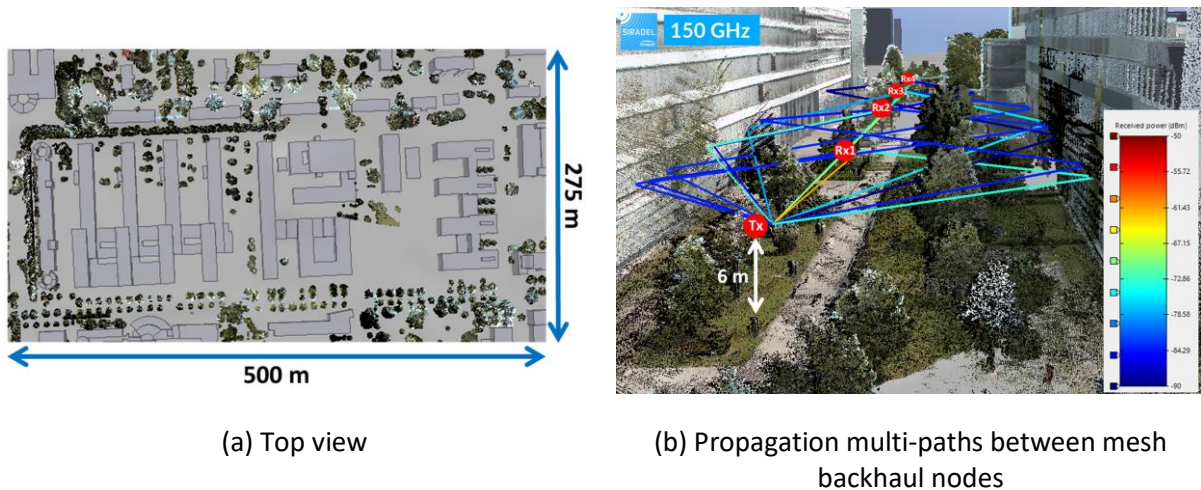 275 m
500 m
(a) Top view
SIRADEL
150 GHz
Rx4
Rx3
Rx2
Rx1
Tx
6 m
Received power (dBm)
-50
-55.72
-61.43
-67.15
-72.86
-78.58
-84.29
-90
(b) Propagation multi-paths between mesh
backhaul nodes